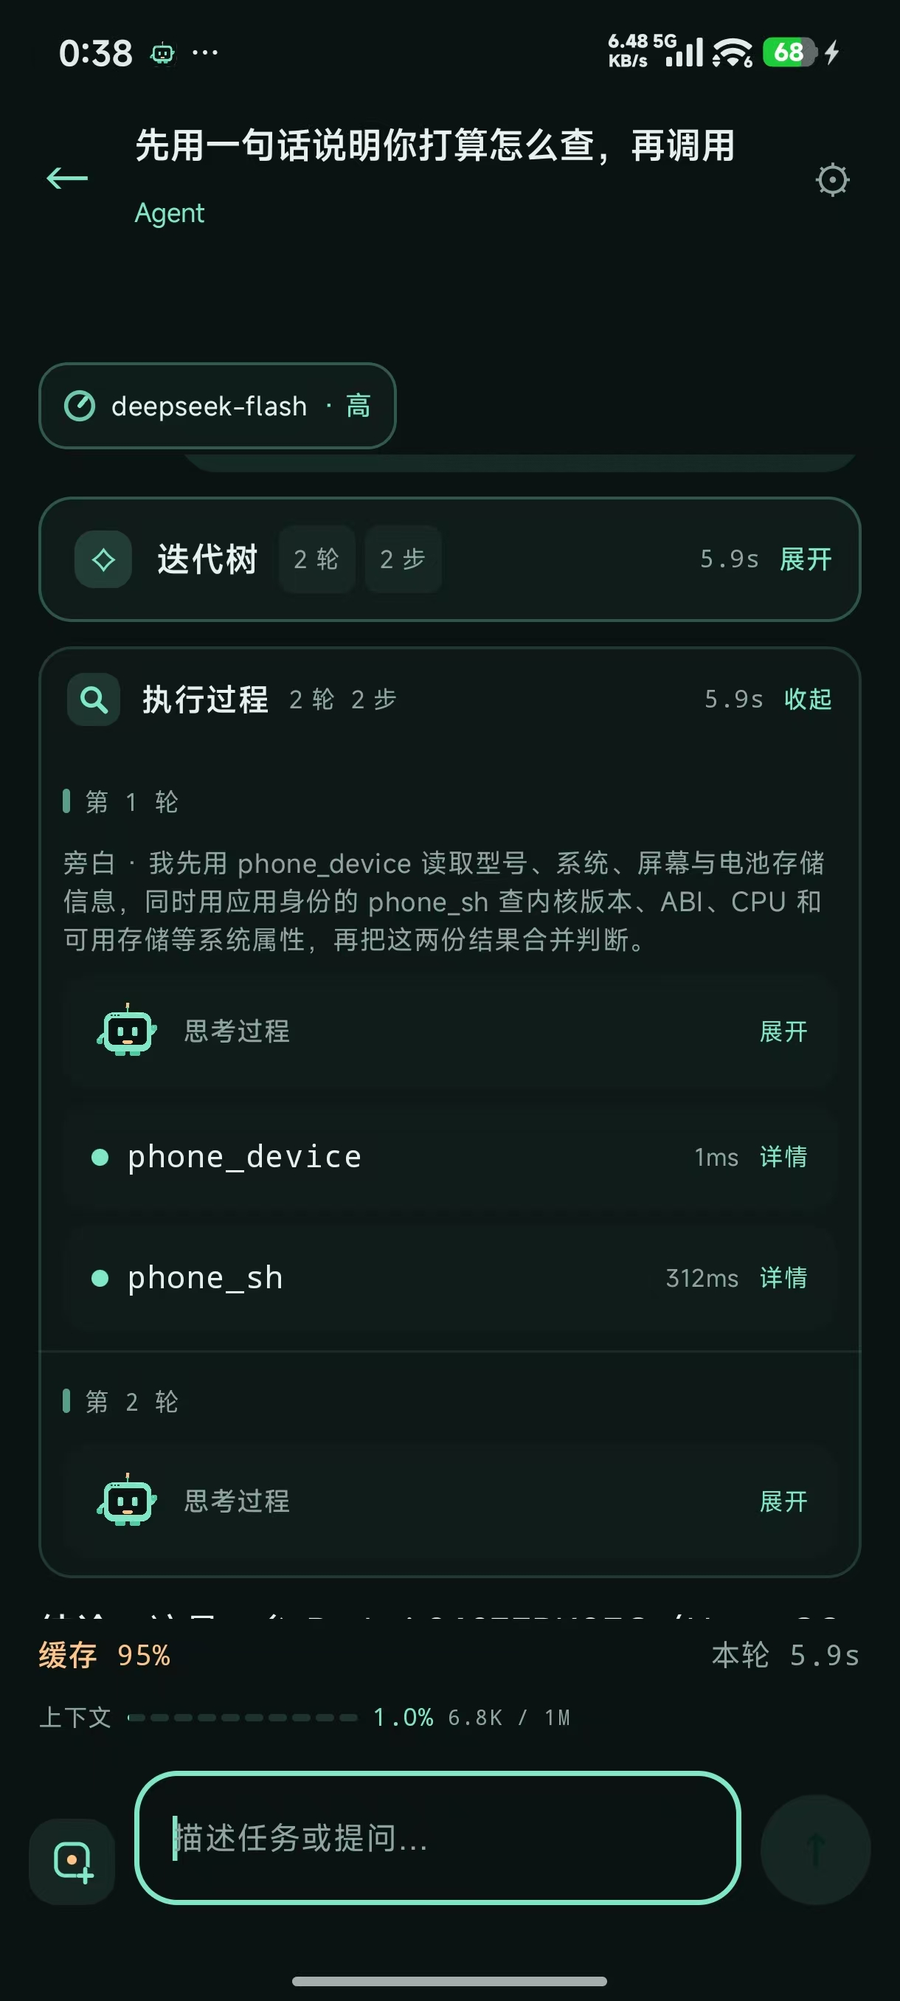 0:38 ... 6.48 KB/s 5G 6 68
先用一句话说明你打算怎么查，再调用
Agent
deepseek-flash · 高
迭代树 2 轮 2 步 5.9s 展开
执行过程 2 轮 2 步 5.9s 收起
第 1 轮
旁白 · 我先用 phone_device 读取型号、系统、屏幕与电池存储
信息，同时用应用身份的 phone_sh 查内核版本、ABI、CPU 和
可用存储等系统属性，再把这两份结果合并判断。
思考过程 展开
phone_device 1ms 详情
phone_sh 312ms 详情
第 2 轮
思考过程 展开
缓存 95% 本轮 5.9s
上下文 1.0% 6.8K / 1M
描述任务或提问...